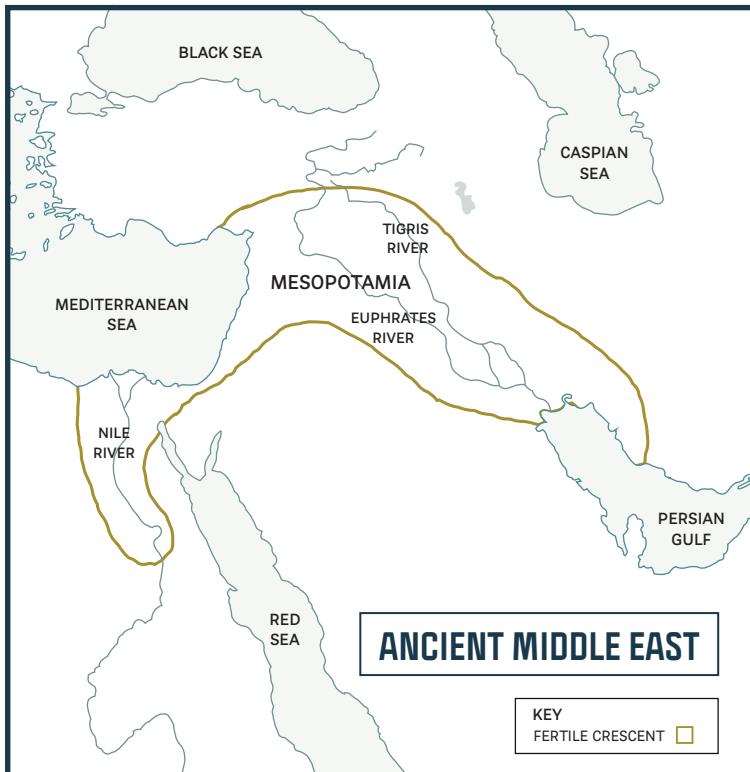 BLACK SEA
CASPIAN
SEA
TIGRIS
RIVER
MESOPOTAMIA
MEDITERRANEAN
SEA
EUPHRATES
RIVER
NILE
RIVER
PERSIAN
GULF
RED
SEA
ANCIENT MIDDLE EAST
KEY
FERTILE CRESCENT